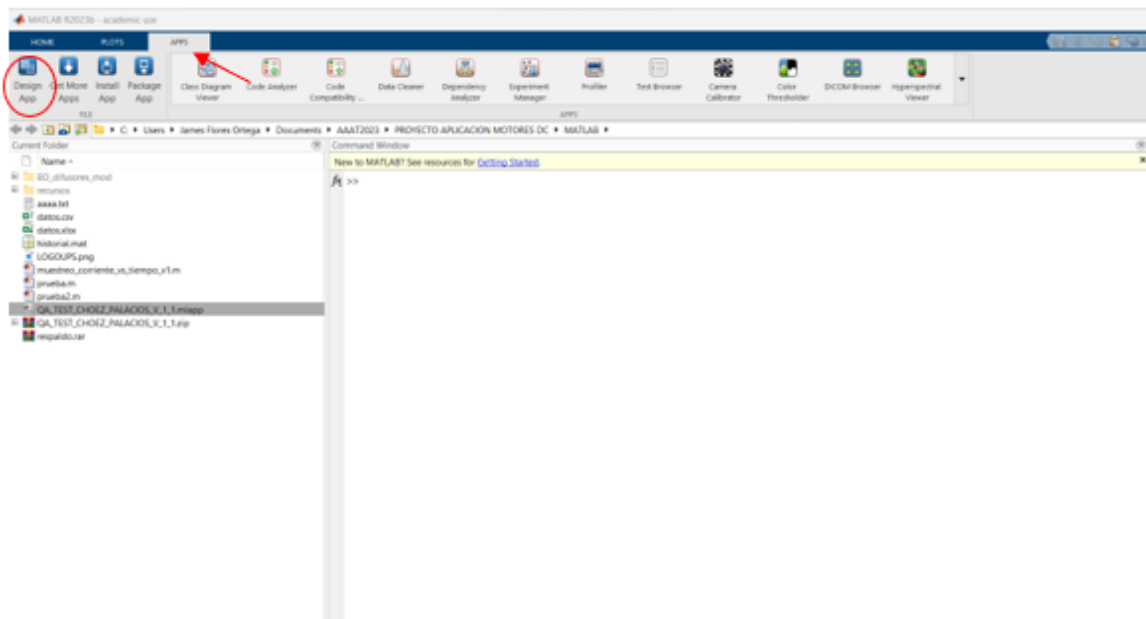 MATLAB R2023b - academic use
HOME PLOTS APPS
Design App Get More Apps Install App Package App Class Diagram Viewer Code Analyzer Code Compatibility ... Data Cleaner Dependency Analyzer Experiment Manager Profiler Test Browser Camera Calibrator Color Thresholder DICOM Browser Hyperspectral Viewer
FILE APPS
C: Users James Flores Ortega Documents AAAT2023 PROYECTO APLICACION MOTORES DC MATLAB
Current Folder Command Window
Name New to MATLAB? See resources for Getting Started.
fx >>
BD_difusores_mod
recursos
aaaa.txt
datos.csv
datos.xlsx
historial.mat
LOGOUPS.png
muestreo_corriente_vs_tiempo_v1.m
prueba.m
prueba2.m
QA_TEST_CHOEZ_PALACIOS_V_1_1.mlapp
QA_TEST_CHOEZ_PALACIOS_V_1_1.zip
respaldo.rar